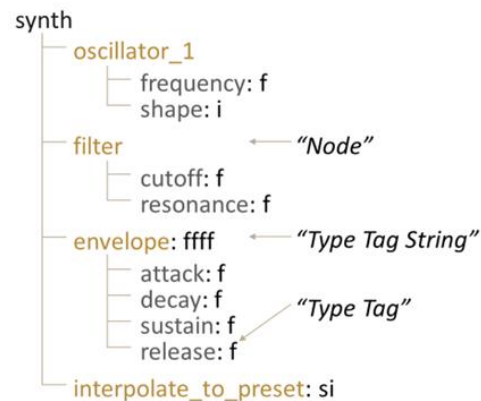 synth
oscillator_1
frequency: f
shape: i
filter
“Node”
cutoff: f
resonance: f
envelope: ffff
“Type Tag String”
attack: f
decay: f
“Type Tag”
sustain: f
release: f
interpolate_to_preset: si